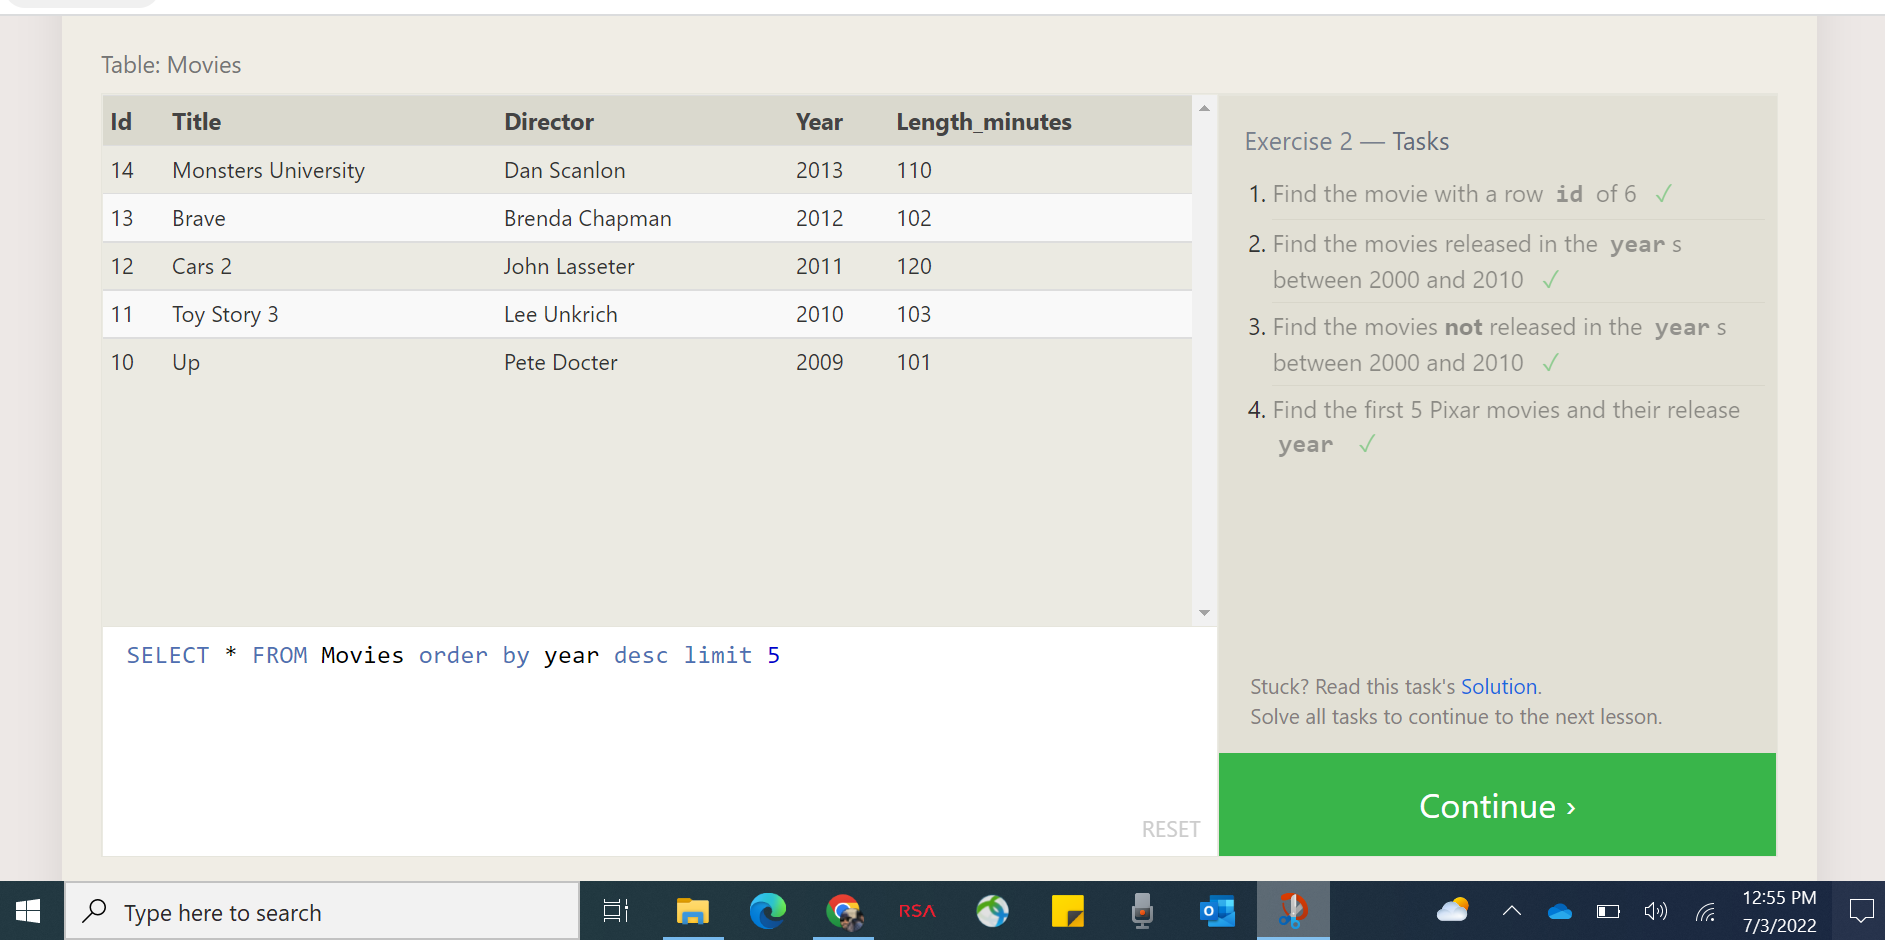 Table: Movies
Id Title Director Year Length_minutes
14 Monsters University Dan Scanlon 2013 110
13 Brave Brenda Chapman 2012 102
12 Cars 2 John Lasseter 2011 120
11 Toy Story 3 Lee Unkrich 2010 103
10 Up Pete Docter 2009 101
SELECT * FROM Movies order by year desc limit 5
RESET
Exercise 2 — Tasks
1. Find the movie with a row id of 6 ✓
2. Find the movies released in the year s
between 2000 and 2010 ✓
3. Find the movies not released in the year s
between 2000 and 2010 ✓
4. Find the first 5 Pixar movies and their release
year ✓
Stuck? Read this task's Solution.
Solve all tasks to continue to the next lesson.
Continue ›
Type here to search
RSA
12:55 PM
7/3/2022